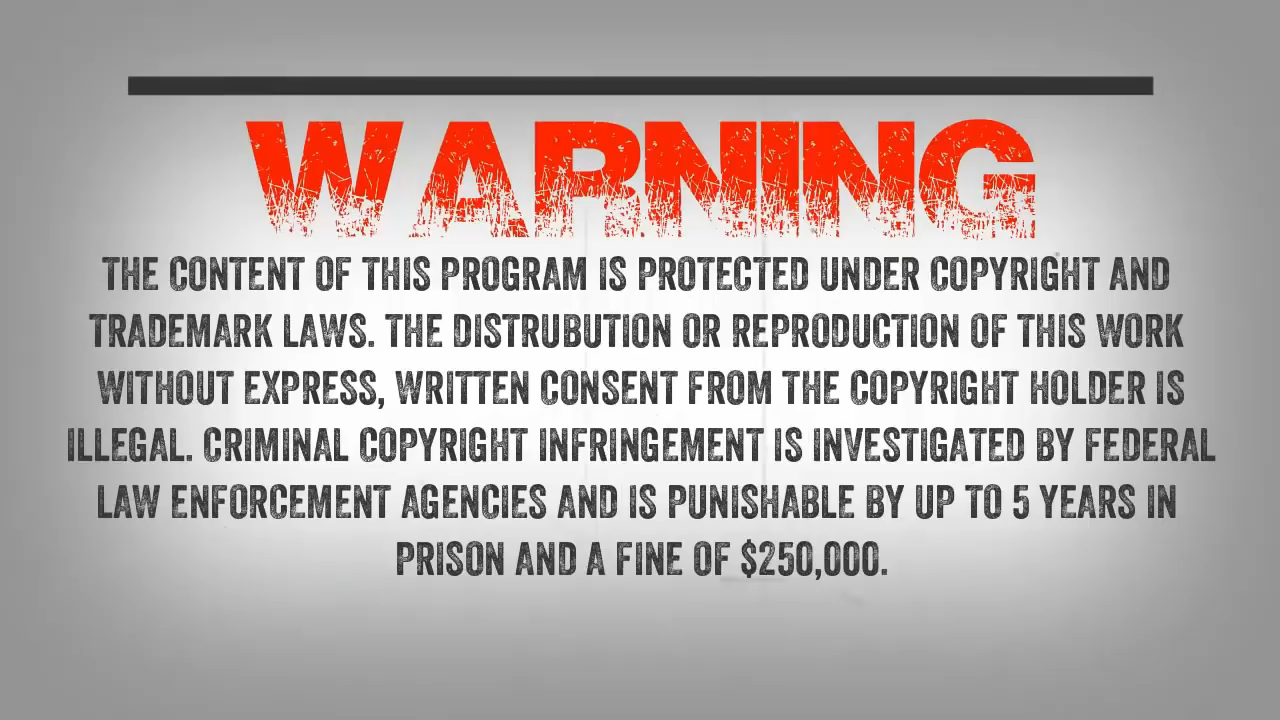 WARNING
THE CONTENT OF THIS PROGRAM IS PROTECTED UNDER COPYRIGHT AND
TRADEMARK LAWS. THE DISTRUBUTION OR REPRODUCTION OF THIS WORK
WITHOUT EXPRESS, WRITTEN CONSENT FROM THE COPYRIGHT HOLDER IS
ILLEGAL. CRIMINAL COPYRIGHT INFRINGEMENT IS INVESTIGATED BY FEDERAL
LAW ENFORCEMENT AGENCIES AND IS PUNISHABLE BY UP TO 5 YEARS IN
PRISON AND A FINE OF $250,000.